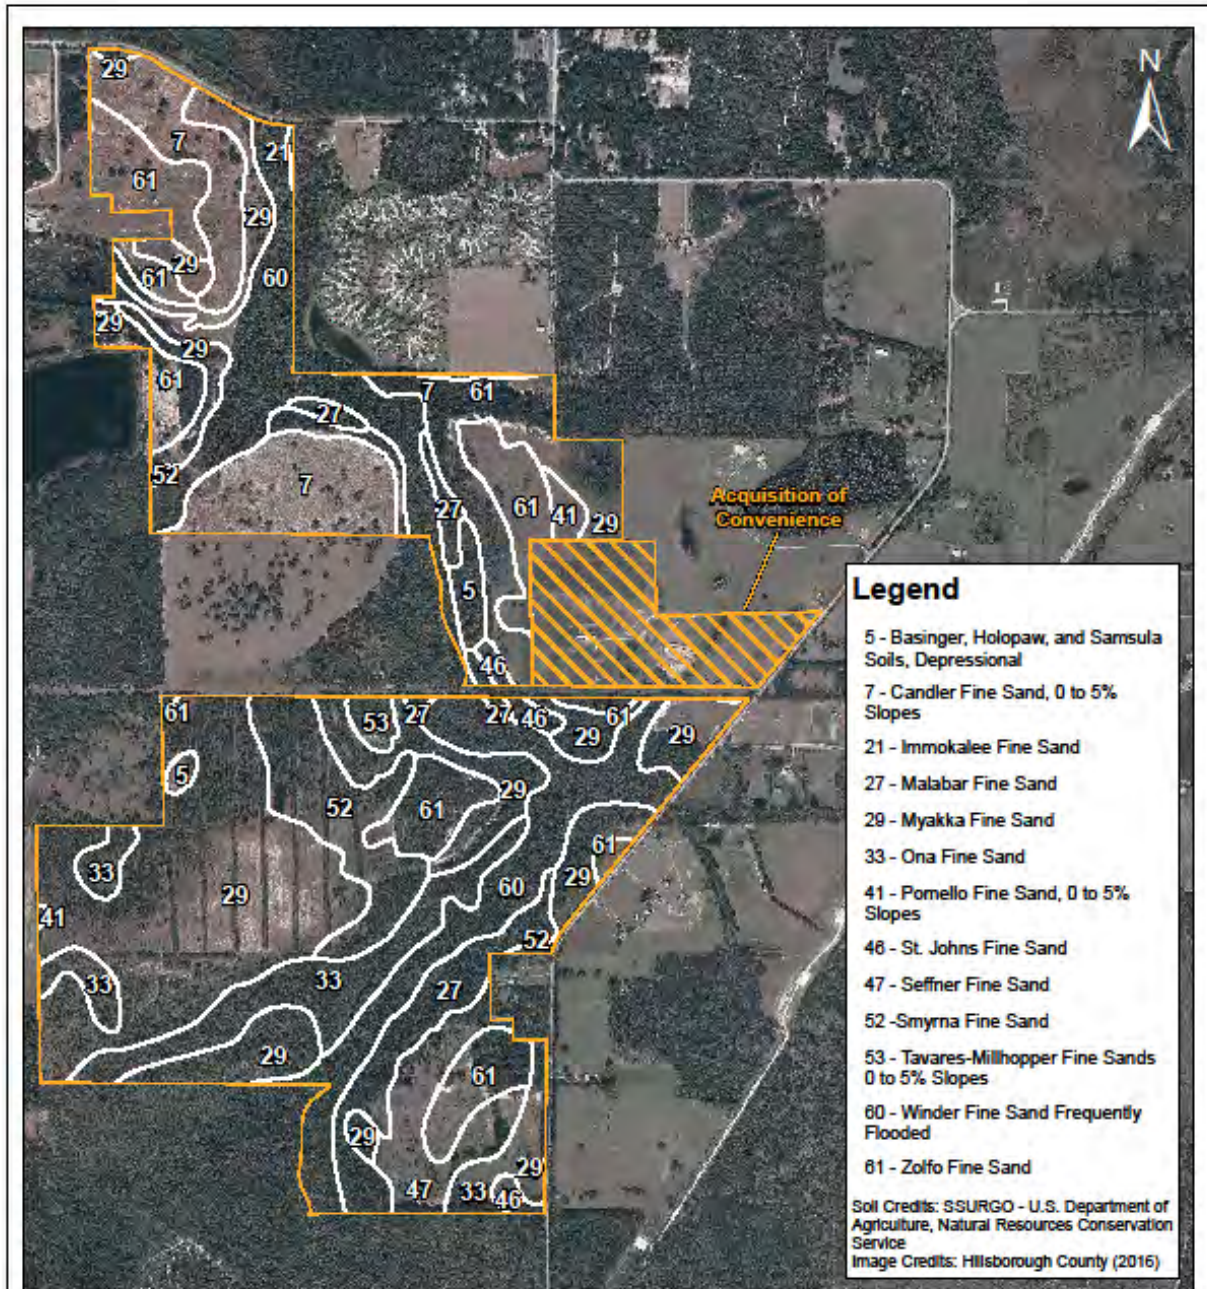 N
29
7
21
61
29
29
61
60
29
29
61
7
61
27
52
7
27
61
41
29
Acquisition of
Convenience
5
46
61
53
27
27
46
61
29
29
5
52
61
29
61
33
29
60
29
41
52
33
33
27
29
61
29
47
33
29
46
Legend
5 - Basinger, Holopaw, and Samsula
Soils, Depressional
7 - Candler Fine Sand, 0 to 5%
Slopes
21 - Immokalee Fine Sand
27 - Malabar Fine Sand
29 - Myakka Fine Sand
33 - Ona Fine Sand
41 - Pomello Fine Sand, 0 to 5%
Slopes
46 - St. Johns Fine Sand
47 - Seffner Fine Sand
52 -Smyrna Fine Sand
53 - Tavares-Millhopper Fine Sands
0 to 5% Slopes
60 - Winder Fine Sand Frequently
Flooded
61 - Zolfo Fine Sand
Soil Credits: SSURGO - U.S. Department of
Agriculture, Natural Resources Conservation
Service
Image Credits: Hillsborough County (2016)